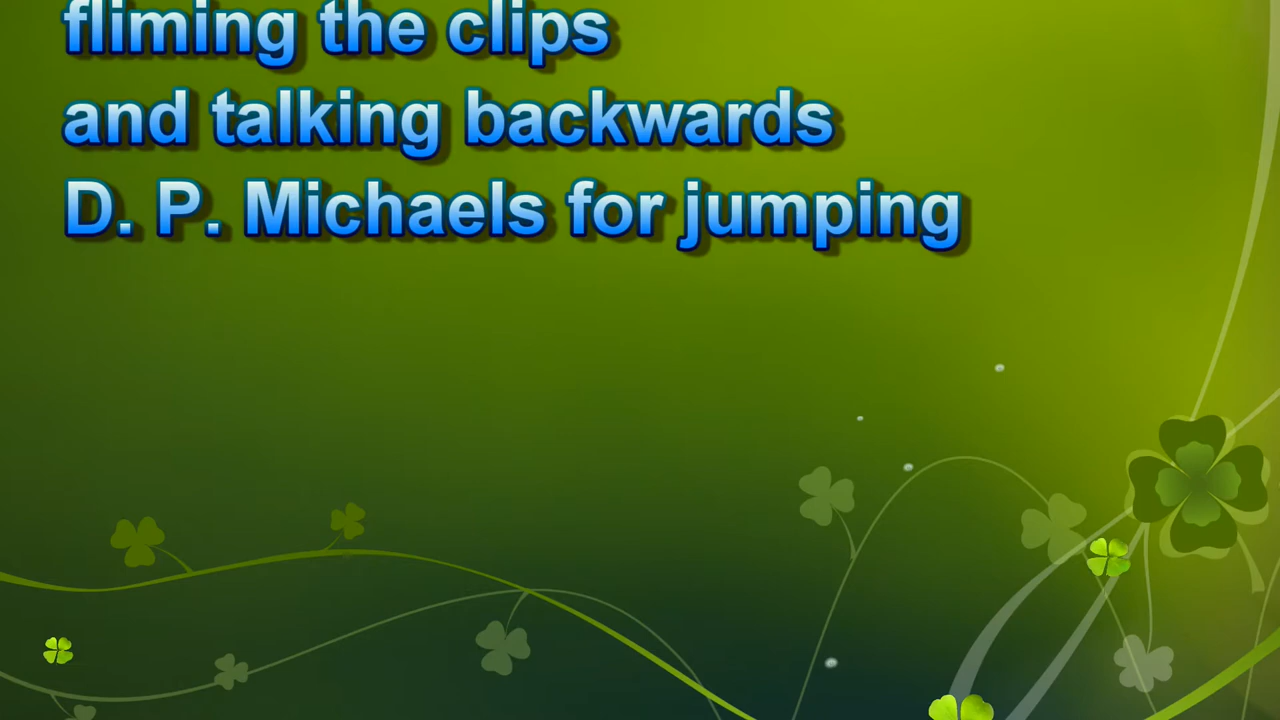 fliming the clips
and talking backwards
D. P. Michaels for jumping